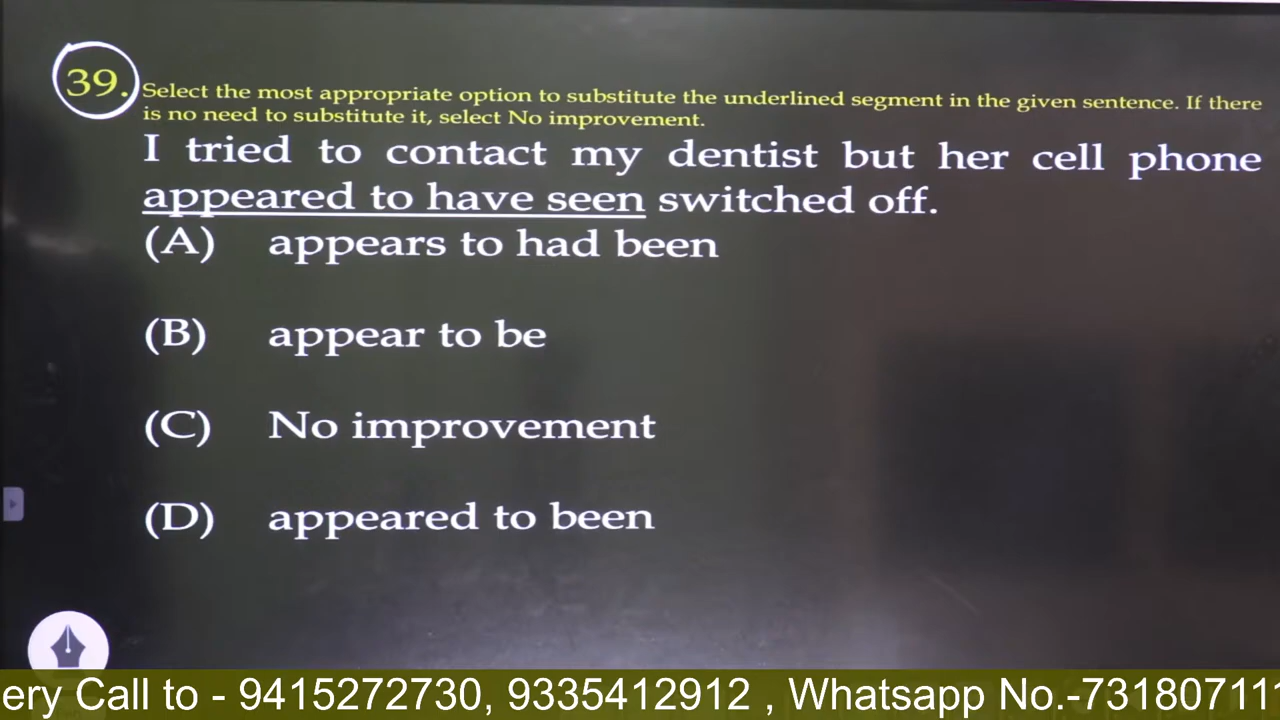 39.
Select the most appropriate option to substitute the underlined segment in the given sentence. If there
is no need to substitute it, select No improvement.
I tried to contact my dentist but her cell phone
appeared to have seen switched off.
(A) appears to had been
(B) appear to be
(C) No improvement
(D) appeared to been
ery Call to - 9415272730, 9335412912 , Whatsapp No.-731807111